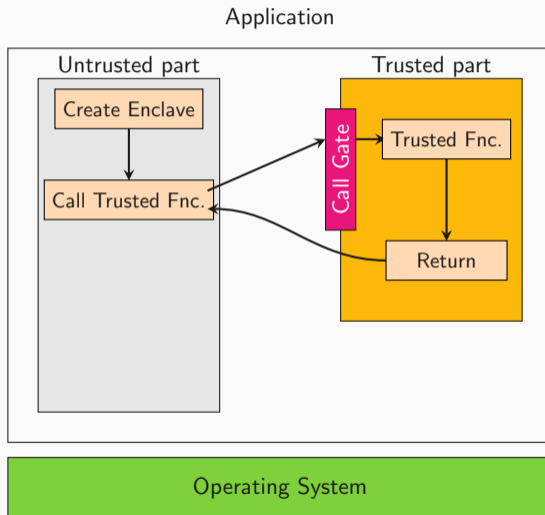 Application
Untrusted part
Trusted part
Create Enclave
Call Trusted Fnc.
Call Gate
Trusted Fnc.
Return
Operating System